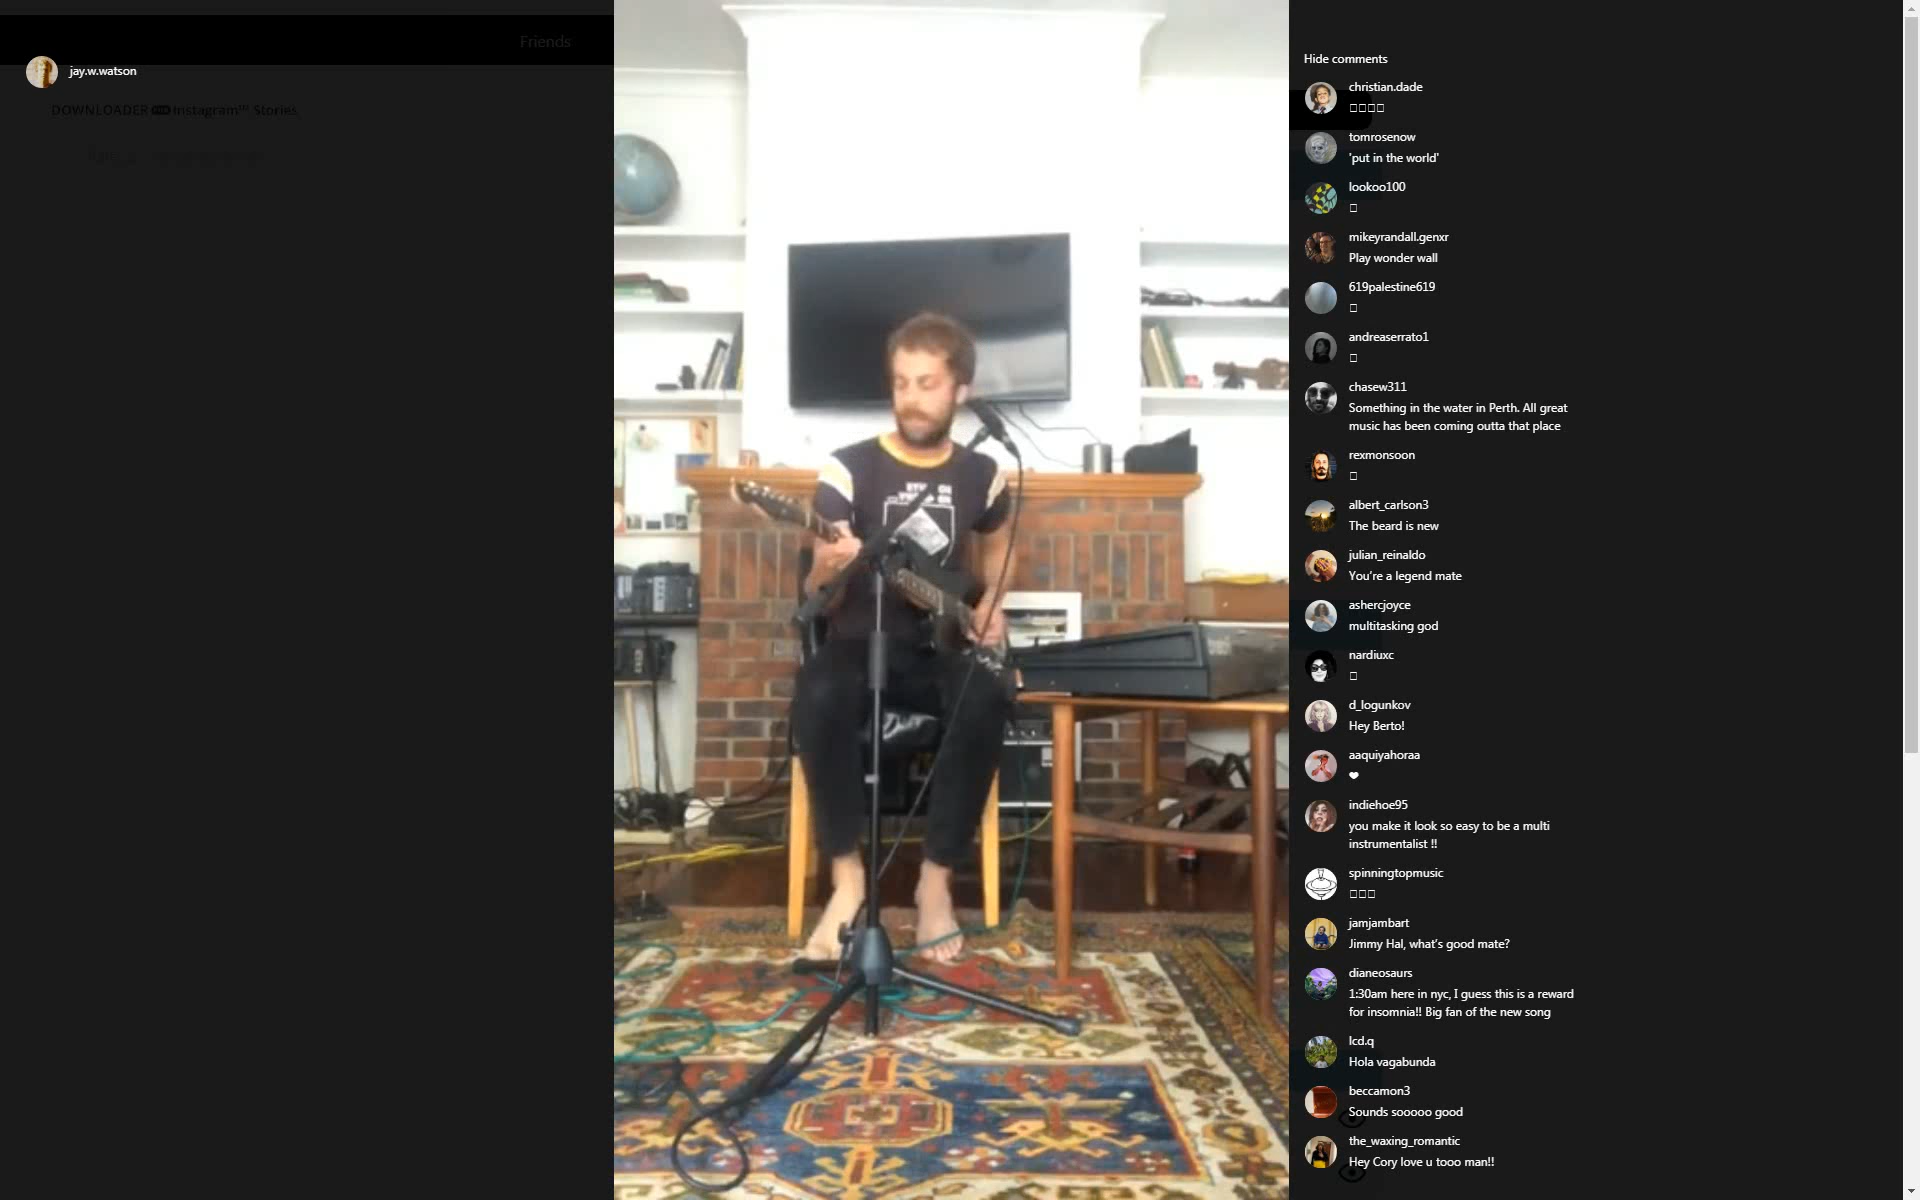 Friends
jay.w.watson
DOWNLOADER
Instagram™ Stories
Hide comments
christian.dade
tomrosenow
'put in the world'
lookoo100
mikeyrandall.genxr
Play wonder wall
619palestine619
andreaserrato1
chasew311
Something in the water in Perth. All great
music has been coming outta that place
rexmonsoon
albert_carlson3
The beard is new
julian_reinaldo
You're a legend mate
ashercjoyce
multitasking god
nardiuxc
d_logunkov
Hey Berto!
aaquiyahoraa
❤
indiehoe95
you make it look so easy to be a multi
instrumentalist !!
spinningtopmusic
jamjambart
Jimmy Hal, what's good mate?
dianeosaurs
1:30am here in nyc, I guess this is a reward
for insomnia!! Big fan of the new song
lcd.q
Hola vagabunda
beccamon3
Sounds sooooo good
the_waxing_romantic
Hey Cory love u tooo man!!